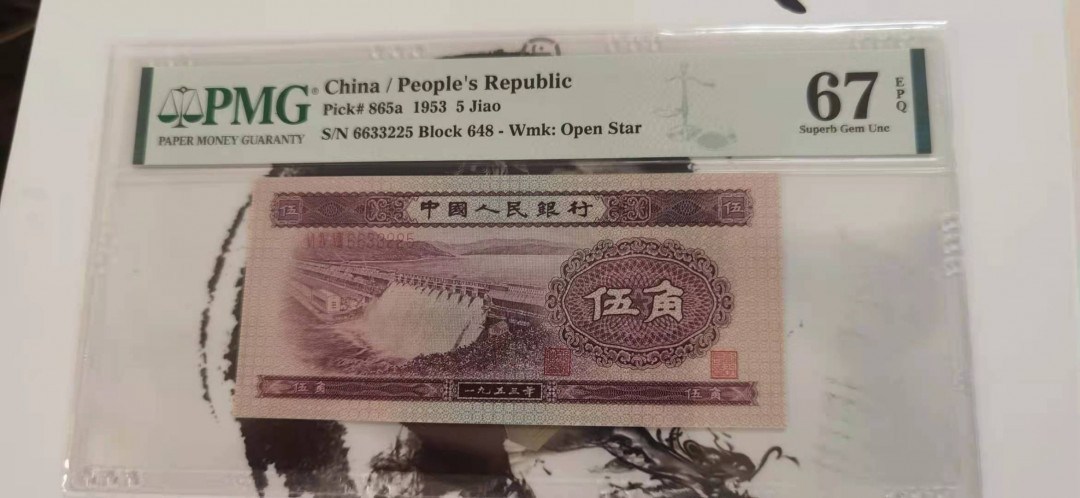 PMG®
PAPER MONEY GUARANTY
China / People's Republic
Pick# 865a 1953 5 Jiao
S/N 6633225 Block 648 - Wmk: Open Star
67
EPQ
Superb Gem Unc
伍 中國人民銀行 伍
6633225
伍角
伍角 一九五三年 伍角